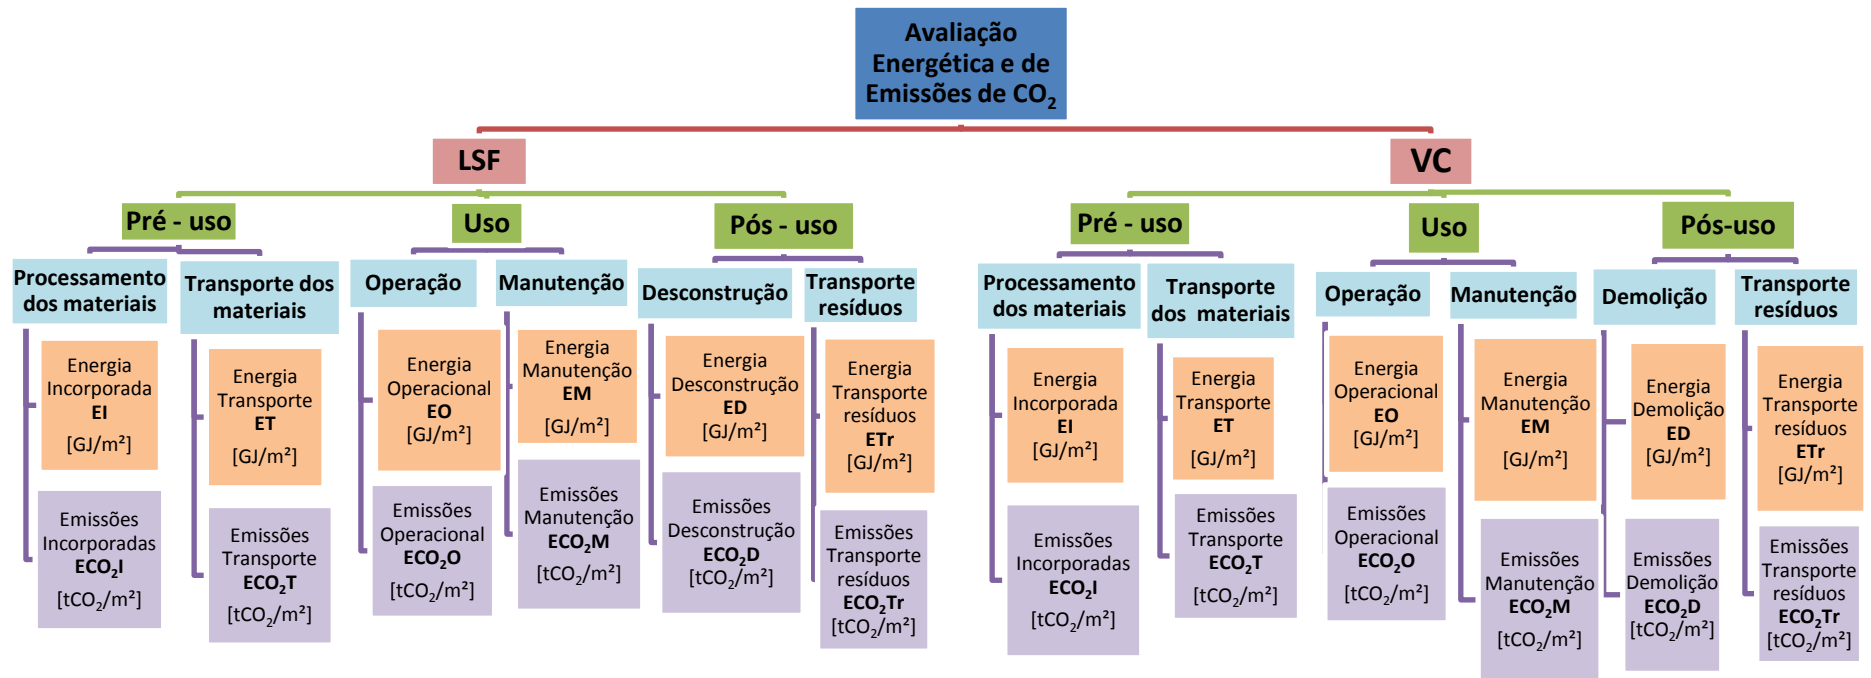 Avaliação
Energética e de
Emissões de CO₂
LSF
VC
Pré - uso
Uso
Pós - uso
Pré - uso
Uso
Pós-uso
Processamento
dos materiais
Transporte dos
materiais
Operação
Manutenção
Desconstrução
Transporte
resíduos
Processamento
dos materiais
Transporte
dos materiais
Operação
Manutenção
Demolição
Transporte
resíduos
Energia
Incorporada
EI
[GJ/m²]
Energia
Transporte
ET
[GJ/m²]
Energia
Operacional
EO
[GJ/m²]
Energia
Manutenção
EM
[GJ/m²]
Energia
Desconstrução
ED
[GJ/m²]
Energia
Transporte
resíduos
ETr
[GJ/m²]
Energia
Incorporada
EI
[GJ/m²]
Energia
Transporte
ET
[GJ/m²]
Energia
Operacional
EO
[GJ/m²]
Energia
Manutenção
EM
[GJ/m²]
Energia
Demolição
ED
[GJ/m²]
Energia
Transporte
resíduos
ETr
[GJ/m²]
Emissões
Incorporadas
ECO₂I
[tCO₂/m²]
Emissões
Transporte
ECO₂T
[tCO₂/m²]
Emissões
Operacional
ECO₂O
[tCO₂/m²]
Emissões
Manutenção
ECO₂M
[tCO₂/m²]
Emissões
Desconstrução
ECO₂D
[tCO₂/m²]
Emissões
Transporte
resíduos
ECO₂Tr
[tCO₂/m²]
Emissões
Incorporadas
ECO₂I
[tCO₂/m²]
Emissões
Transporte
ECO₂T
[tCO₂/m²]
Emissões
Operacional
ECO₂O
[tCO₂/m²]
Emissões
Manutenção
ECO₂M
[tCO₂/m²]
Emissões
Demolição
ECO₂D
[tCO₂/m²]
Emissões
Transporte
resíduos
ECO₂Tr
[tCO₂/m²]